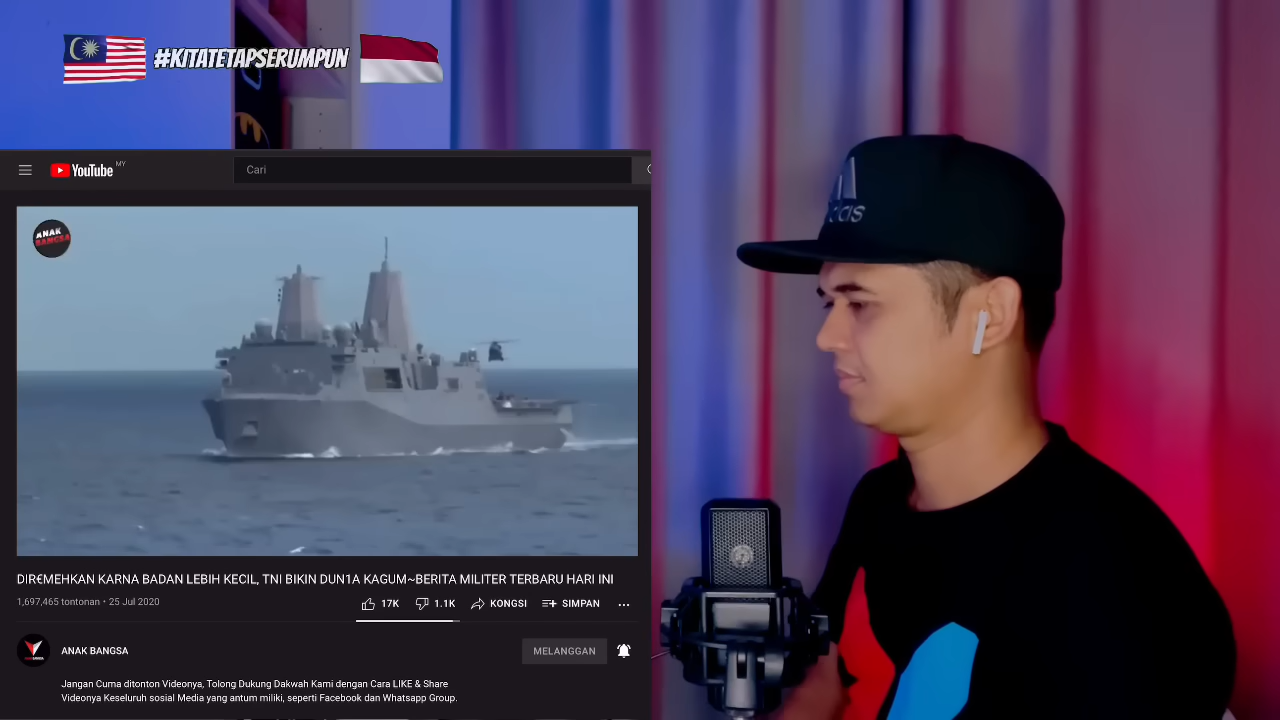 #KITATETAPSERUMPUN
YouTube MY
Cari
ANAK
BANGSA
adidas
DIR€MEHKAN KARNA BADAN LEBIH KECIL, TNI BIKIN DUN1A KAGUM~BERITA MILITER TERBARU HARI INI
1,697,465 tontonan • 25 Jul 2020
17K
1.1K
KONGSI
SIMPAN
ANAK BANGSA
MELANGGAN
Jangan Cuma ditonton Videonya, Tolong Dukung Dakwah Kami dengan Cara LIKE & Share
Videonya Keseluruh sosial Media yang antum miliki, seperti Facebook dan Whatsapp Group.